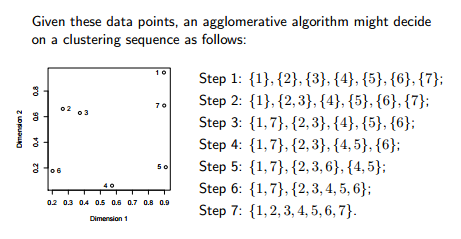 Given these data points, an agglomerative algorithm might decide
on a clustering sequence as follows:
Dimension 2
0.8
0.6
0.4
0.2
1
2
3
7
6
5
4
0.2 0.3 0.4 0.5 0.6 0.7 0.8 0.9
Dimension 1
Step 1: {1}, {2}, {3}, {4}, {5}, {6}, {7};
Step 2: {1}, {2, 3}, {4}, {5}, {6}, {7};
Step 3: {1, 7}, {2, 3}, {4}, {5}, {6};
Step 4: {1, 7}, {2, 3}, {4, 5}, {6};
Step 5: {1, 7}, {2, 3, 6}, {4, 5};
Step 6: {1, 7}, {2, 3, 4, 5, 6};
Step 7: {1, 2, 3, 4, 5, 6, 7}.